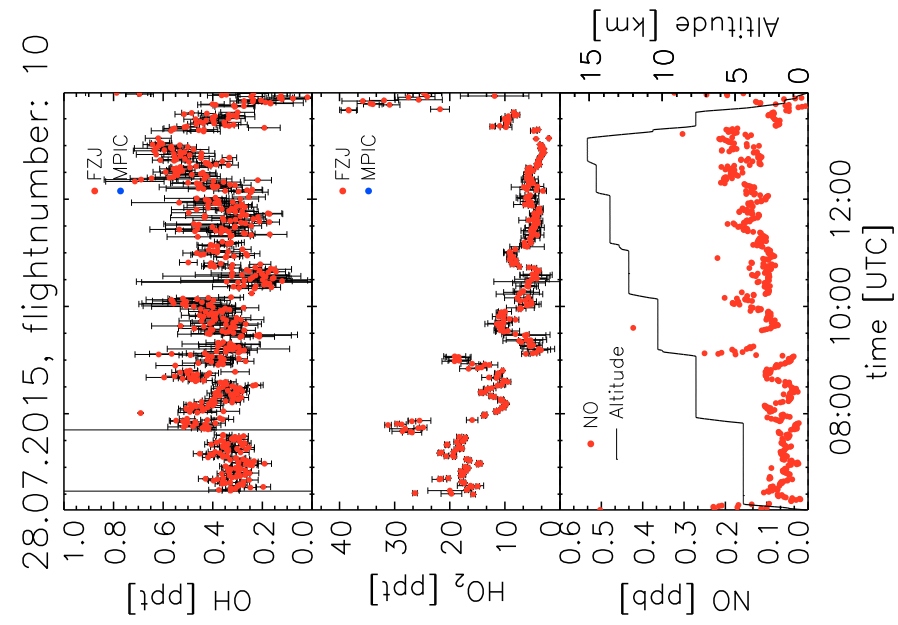 28.07.2015, flightnumber: 10
OH [ppt]
1.0
0.8
0.6
0.4
0.2
0.0
FZJ
MPIC
HO2 [ppt]
40
30
20
10
0
FZJ
MPIC
NO [ppb]
0.6
0.5
0.4
0.3
0.2
0.1
0.0
NO
Altitude
Altitude [km]
15
10
5
0
08:00
10:00
12:00
time [UTC]